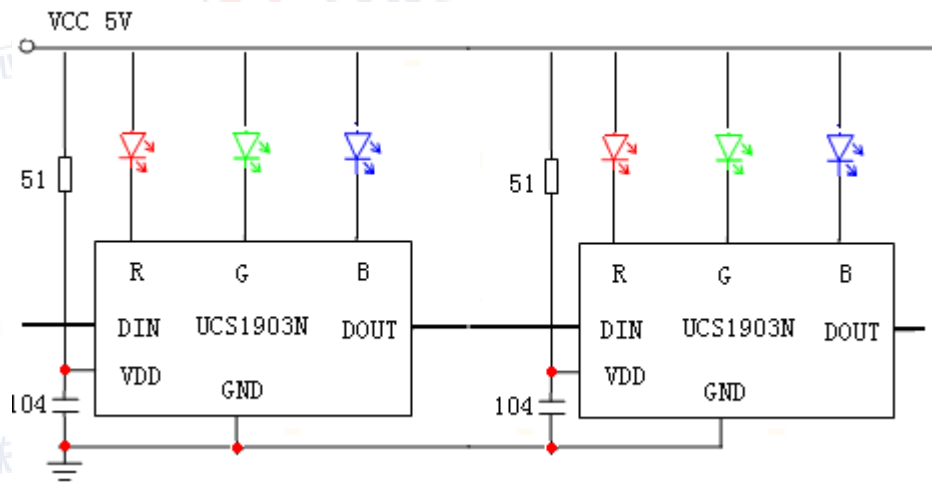 VCC 5V
51
51
R G B
R G B
DIN UCS1903N DOUT
DIN UCS1903N DOUT
VDD
VDD
GND
GND
104
104